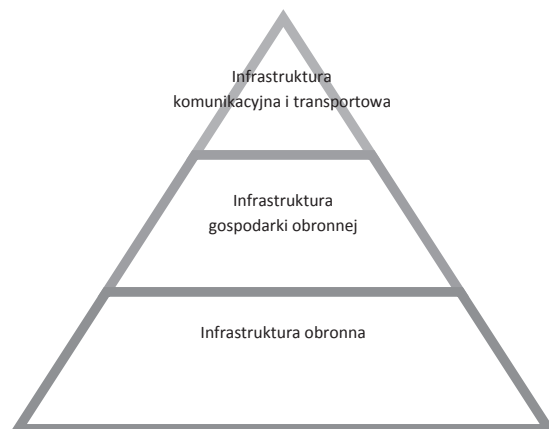 Infrastruktura
komunikacyjna i transportowa
Infrastruktura
gospodarki obronnej
Infrastruktura obronna